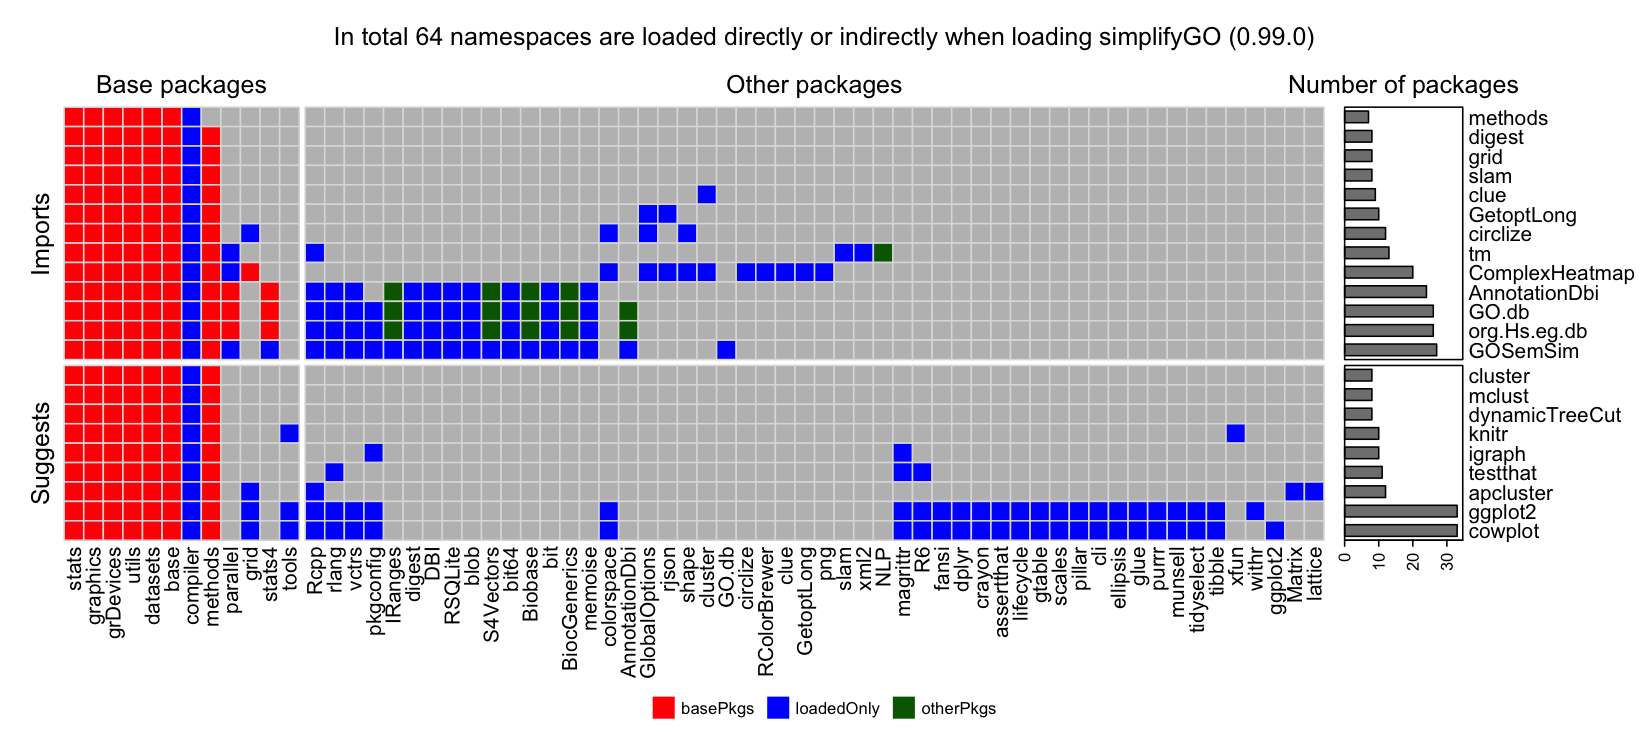 In total 64 namespaces are loaded directly or indirectly when loading simplifyGO (0.99.0)
Base packages
Other packages
Number of packages
Imports
methods
digest
grid
slam
clue
GetoptLong
circlize
tm
ComplexHeatmap
AnnotationDbi
GO.db
org.Hs.eg.db
GOSemSim
Suggests
cluster
mclust
dynamicTreeCut
knitr
igraph
testthat
apcluster
ggplot2
cowplot
0
10
20
30
stats
graphics
grDevices
utils
datasets
base
compiler
methods
parallel
grid
stats4
tools
Rcpp
rlang
vctrs
pkgconfig
IRanges
digest
DBI
RSQLite
blob
S4Vectors
bit64
Biobase
bit
BiocGenerics
memoise
colorspace
AnnotationDbi
GlobalOptions
rjson
shape
cluster
GO.db
circlize
RColorBrewer
clue
GetoptLong
png
slam
xml2
NLP
magrittr
R6
fansi
dplyr
crayon
assertthat
lifecycle
gtable
scales
pillar
cli
ellipsis
glue
purrr
munsell
tidyselect
tibble
xfun
withr
ggplot2
Matrix
lattice
basePkgs
loadedOnly
otherPkgs